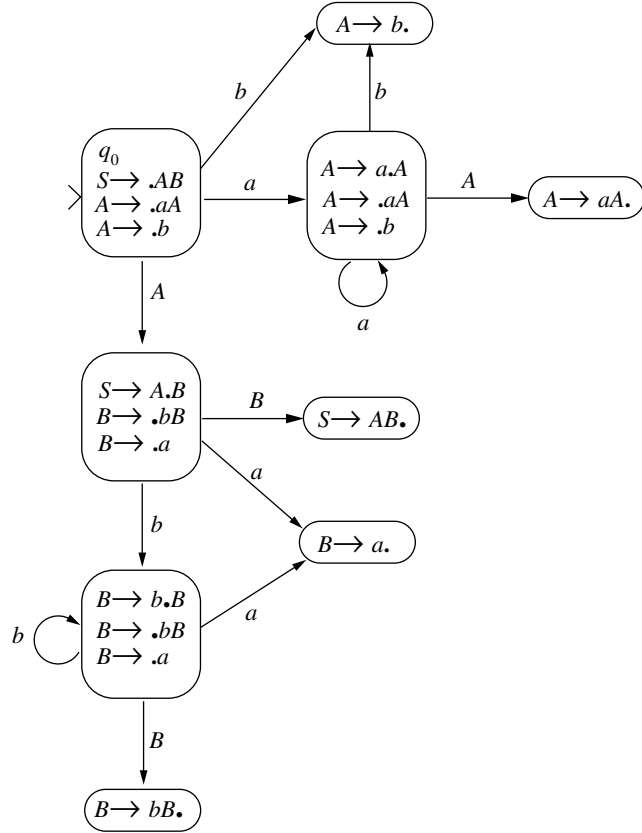 A → b.
b
b
q0
S → .AB
A → .aA
A → .b
a
A → a.A
A → .aA
A → .b
A
A → aA.
a
A
S → A.B
B → .bB
B → .a
B
S → AB.
a
b
B → a.
B → b.B
B → .bB
B → .a
b
a
B
B → bB.